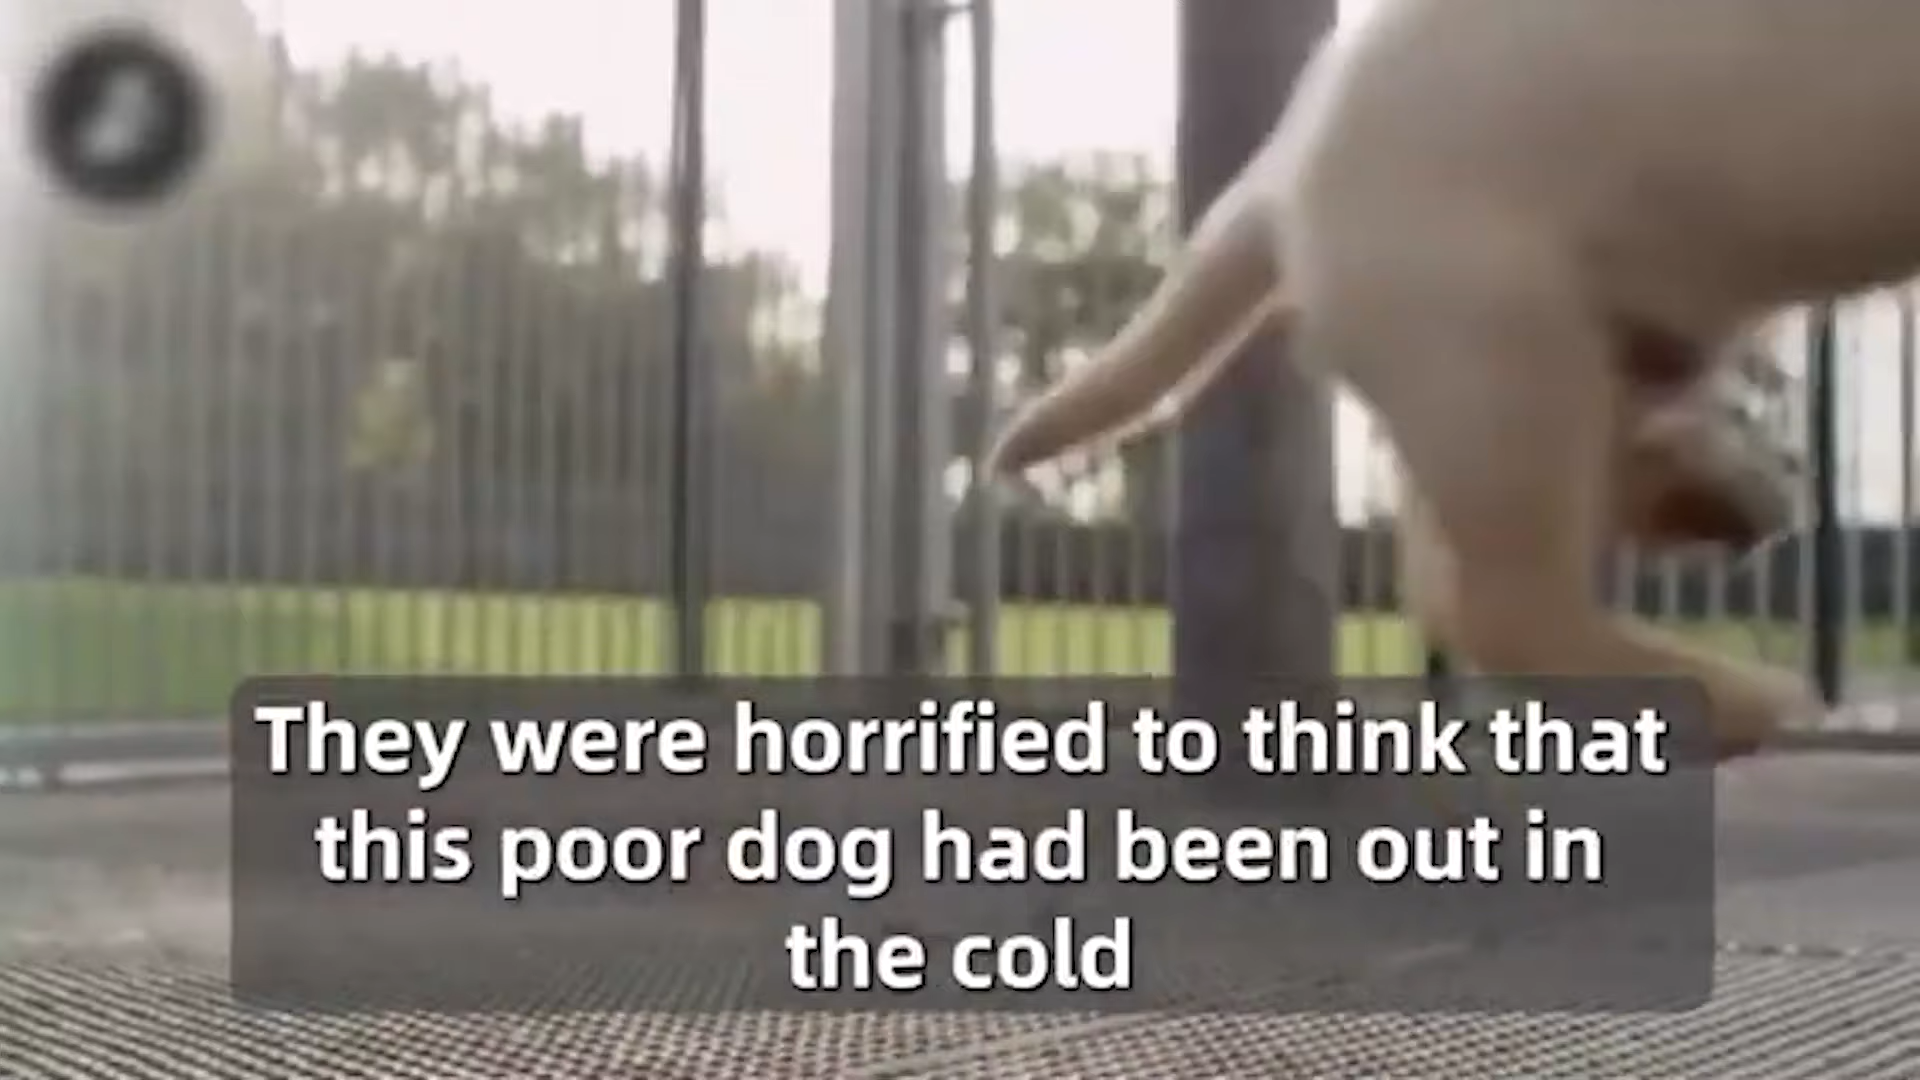 They were horrified to think that
this poor dog had been out in
the cold